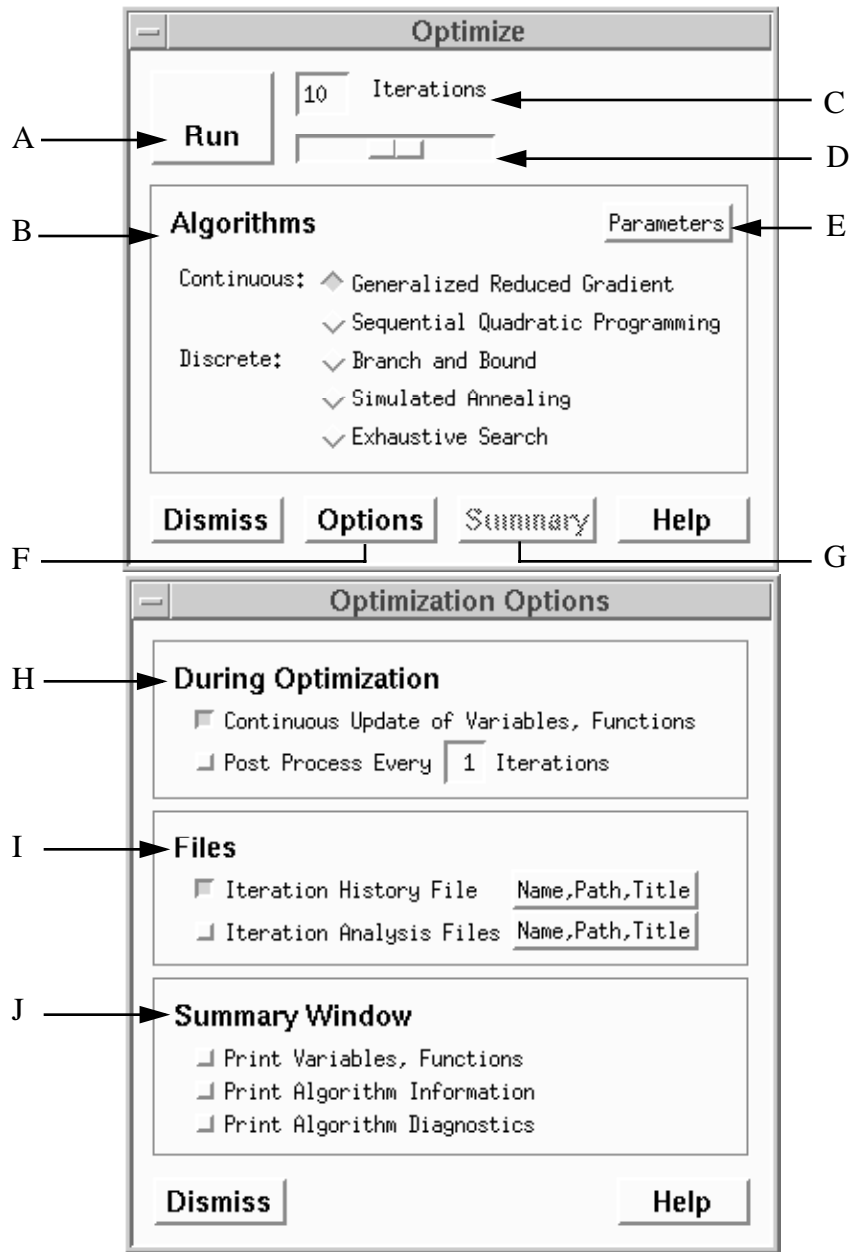 Optimize
10 Iterations
C
A
Run
D
B
Algorithms
Parameters
E
Continuous:
Generalized Reduced Gradient
Sequential Quadratic Programming
Discrete:
Branch and Bound
Simulated Annealing
Exhaustive Search
Dismiss Options Summary Help
F
G
Optimization Options
H
During Optimization
Continuous Update of Variables, Functions
Post Process Every 1 Iterations
I
Files
Iteration History File Name,Path,Title
Iteration Analysis Files Name,Path,Title
J
Summary Window
Print Variables, Functions
Print Algorithm Information
Print Algorithm Diagnostics
Dismiss Help